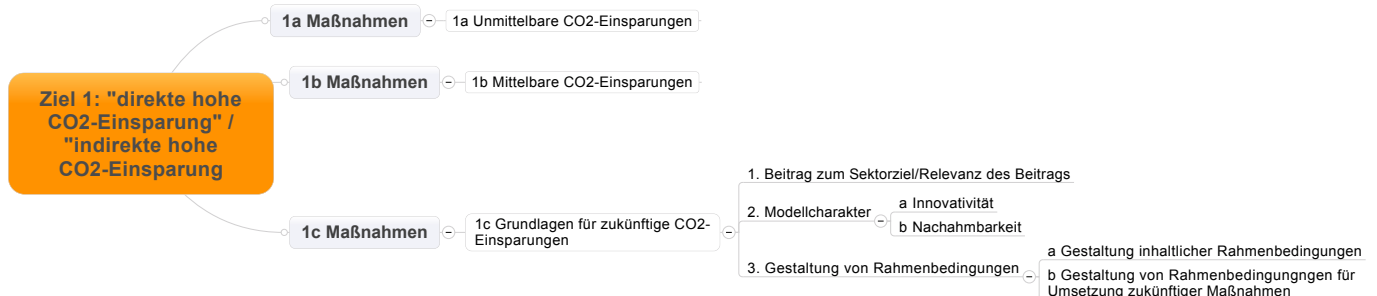 Ziel 1: "direkte hohe
CO2-Einsparung" /
"indirekte hohe
CO2-Einsparung
1a Maßnahmen
1a Unmittelbare CO2-Einsparungen
1b Maßnahmen
1b Mittelbare CO2-Einsparungen
1c Maßnahmen
1c Grundlagen für zukünftige CO2-
Einsparungen
1. Beitrag zum Sektorziel/Relevanz des Beitrags
2. Modellcharakter
a Innovativität
b Nachahmbarkeit
3. Gestaltung von Rahmenbedingungen
a Gestaltung inhaltlicher Rahmenbedingungen
b Gestaltung von Rahmenbedingungngen für
Umsetzung zukünftiger Maßnahmen